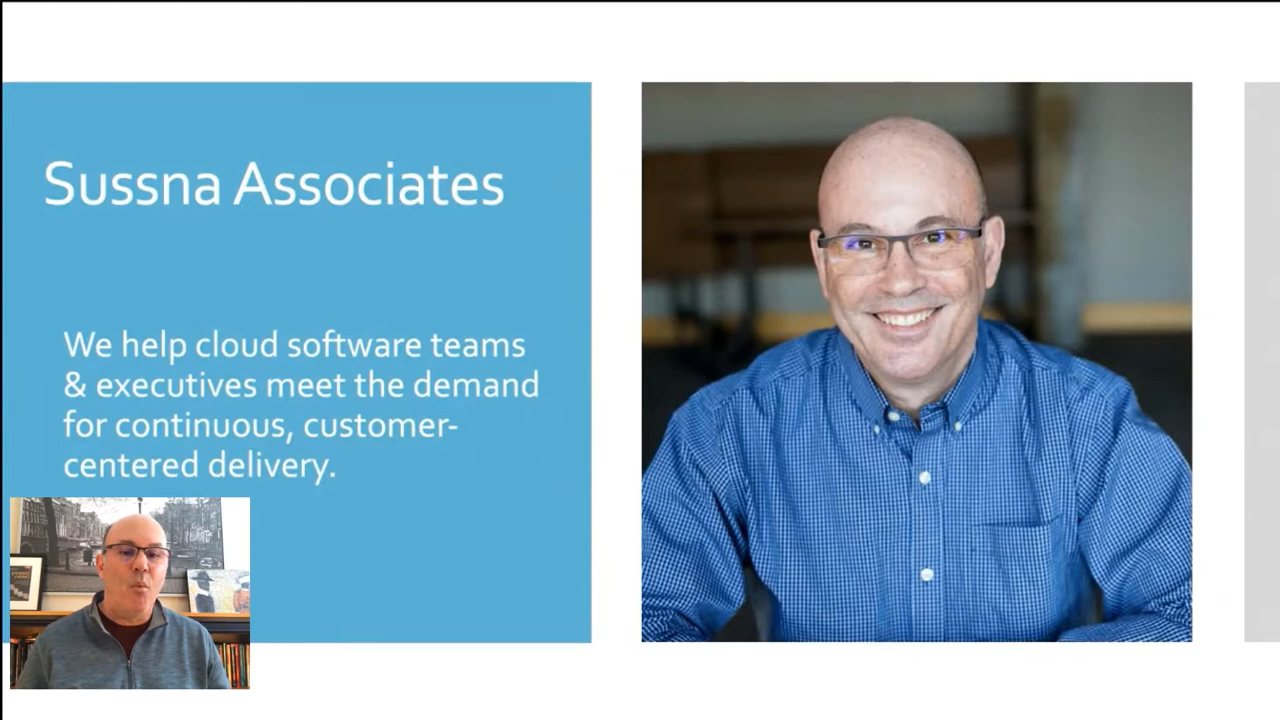 Sussna Associates
We help cloud software teams
& executives meet the demand
for continuous, customer-
centered delivery.